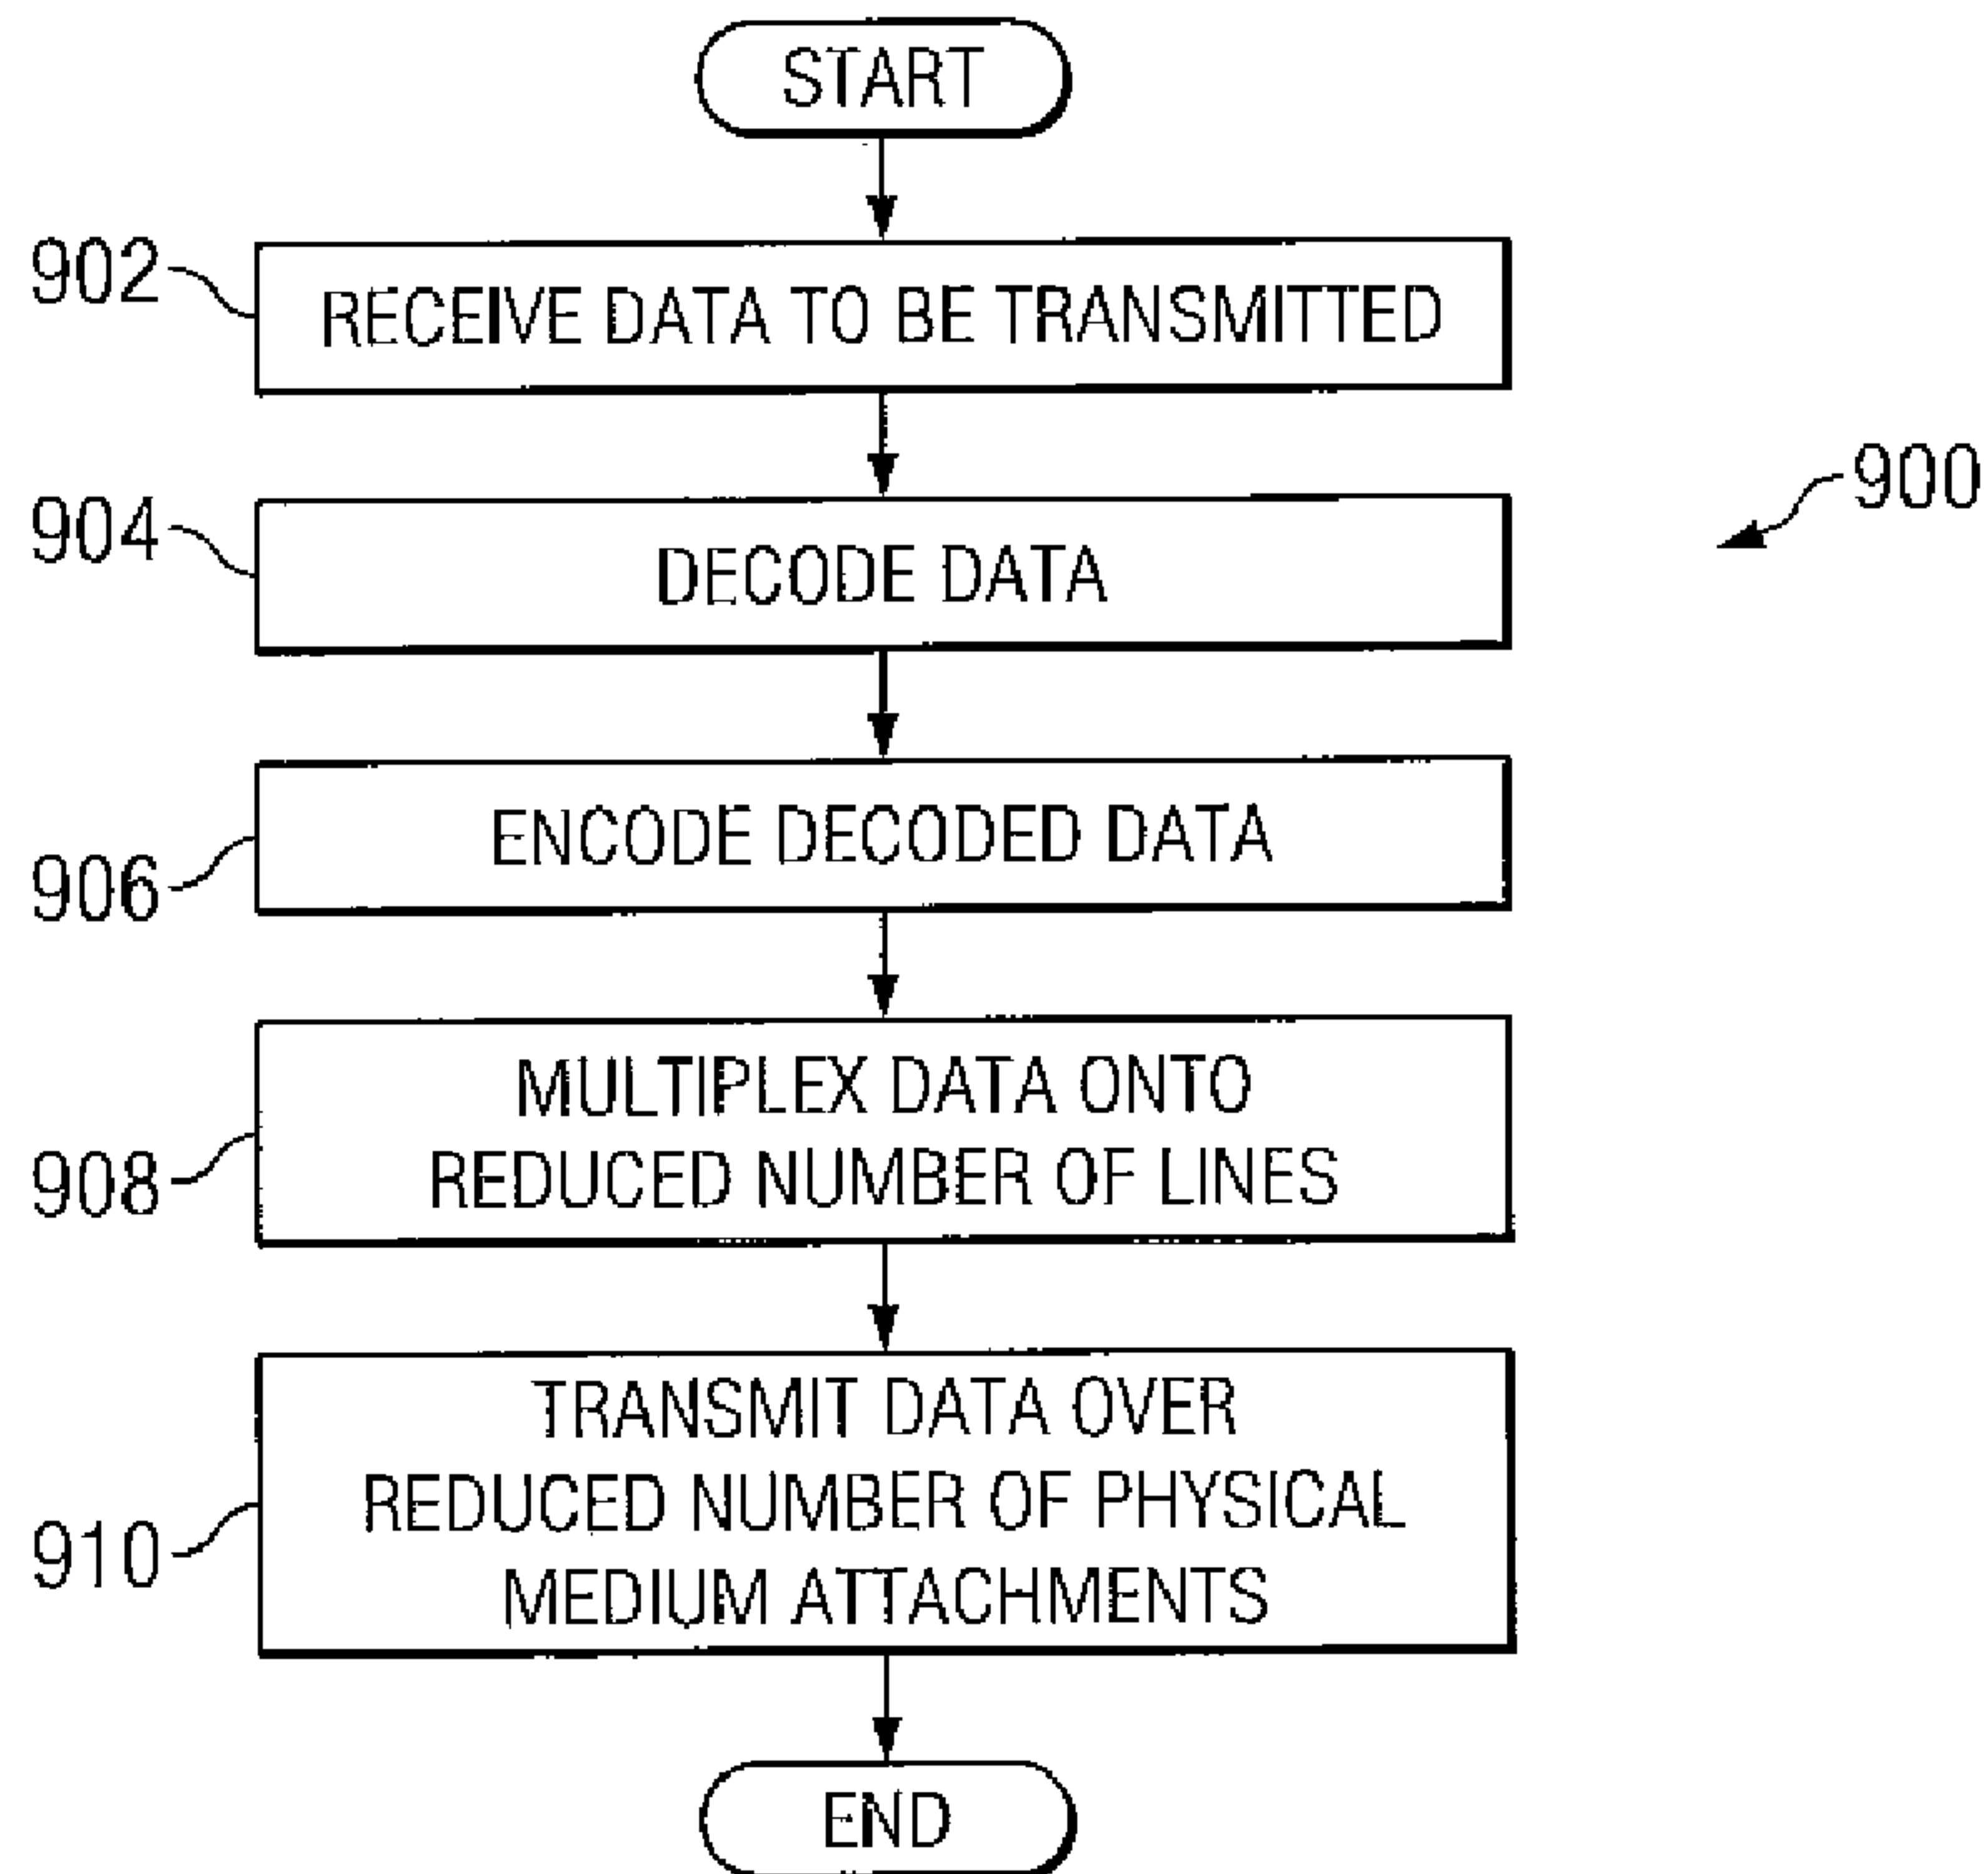 START
902
RECEIVE DATA TO BE TRANSMITTED
900
904
DECODE DATA
906
ENCODE DECODED DATA
908
MULTIPLEX DATA ONTO
REDUCED NUMBER OF LINES
910
TRANSMIT DATA OVER
REDUCED NUMBER OF PHYSICAL
MEDIUM ATTACHMENTS
END